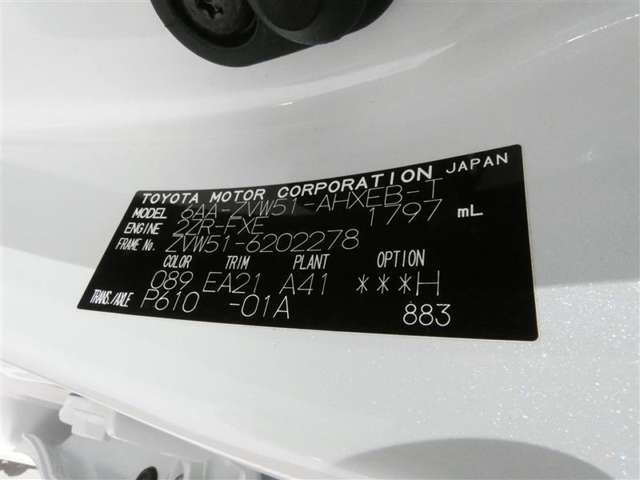 TOYOTA MOTOR CORPORATION JAPAN
MODEL 6AA-ZVW51-AHXEB-T
ENGINE 2ZR-FXE 1797 mL
FRAME No. ZVW51-6202278
COLOR TRIM PLANT OPTION
089 EA21 A41 ***H
TRANS./AXLE P610 -01A 883